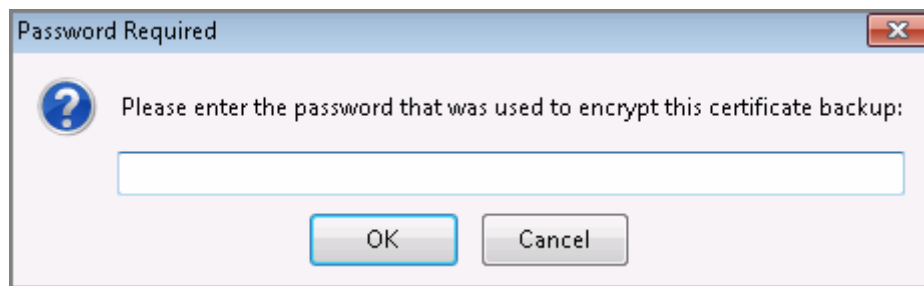 Password Required
Please enter the password that was used to encrypt this certificate backup:
OK
Cancel